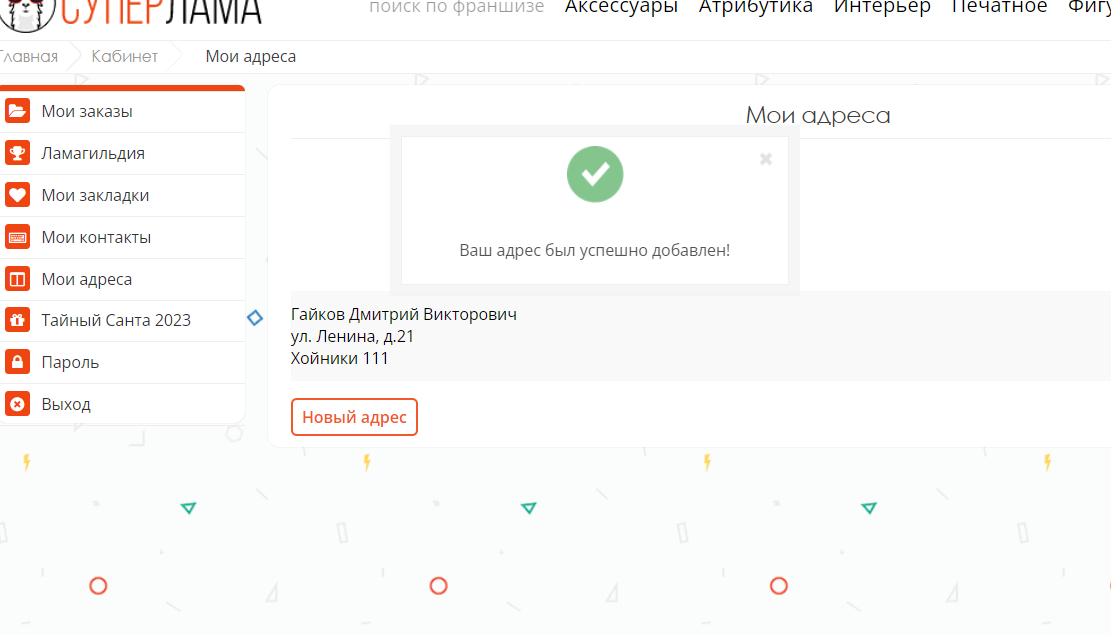 СУПЕРЛАМА
поиск по франшизе Аксессуары Атрибутика Интерьер Печатное Фигу
Главная Кабинет Мои адреса
Мои заказы
Ламагильдия
Мои закладки
Мои контакты
Мои адреса
Тайный Санта 2023
Пароль
Выход
Мои адреса
Ваш адрес был успешно добавлен!
Гайков Дмитрий Викторович
ул. Ленина, д.21
Хойники 111
Новый адрес